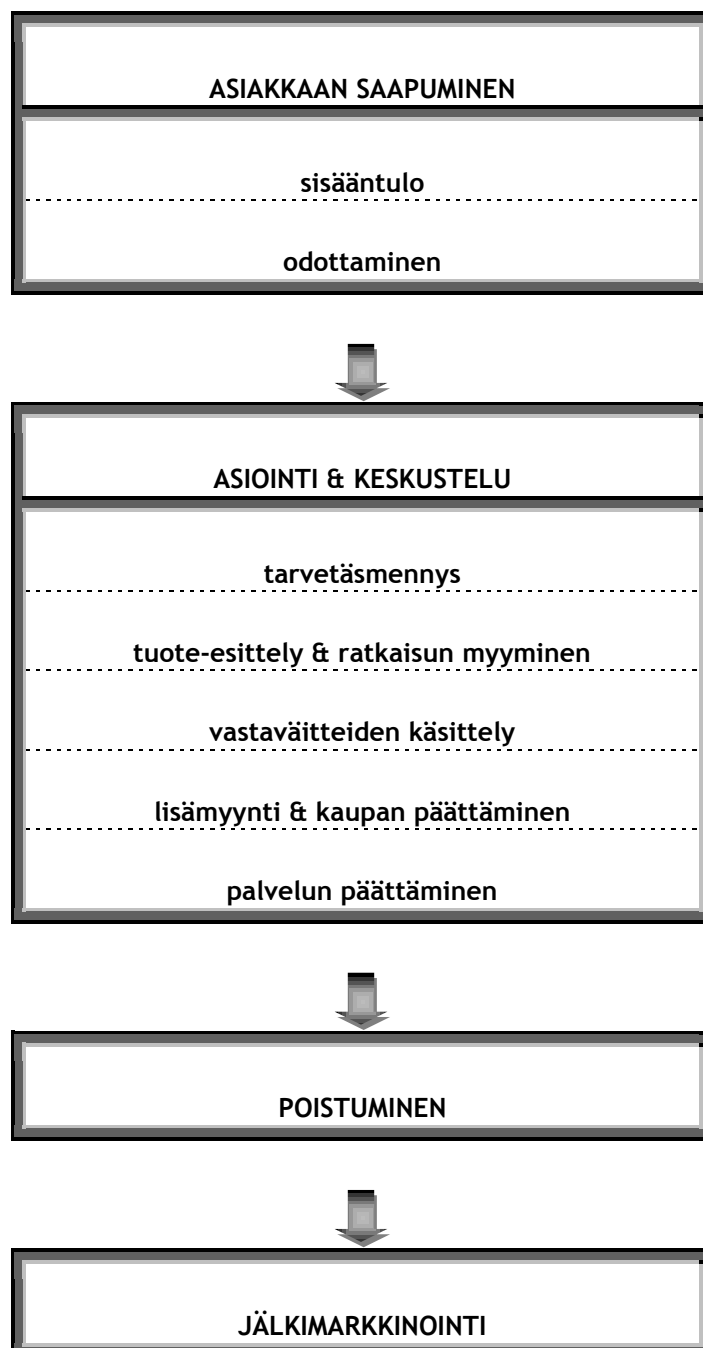 ASIAKKAAN SAAPUMINEN
sisääntulo
odottaminen
ASIOINTI & KESKUSTELU
tarvetäsmennys
tuote-esittely & ratkaisun myyminen
vastaväitteiden käsittely
lisämyynti & kaupan päättäminen
palvelun päättäminen
POISTUMINEN
JÄLKIMARKKINOINTI